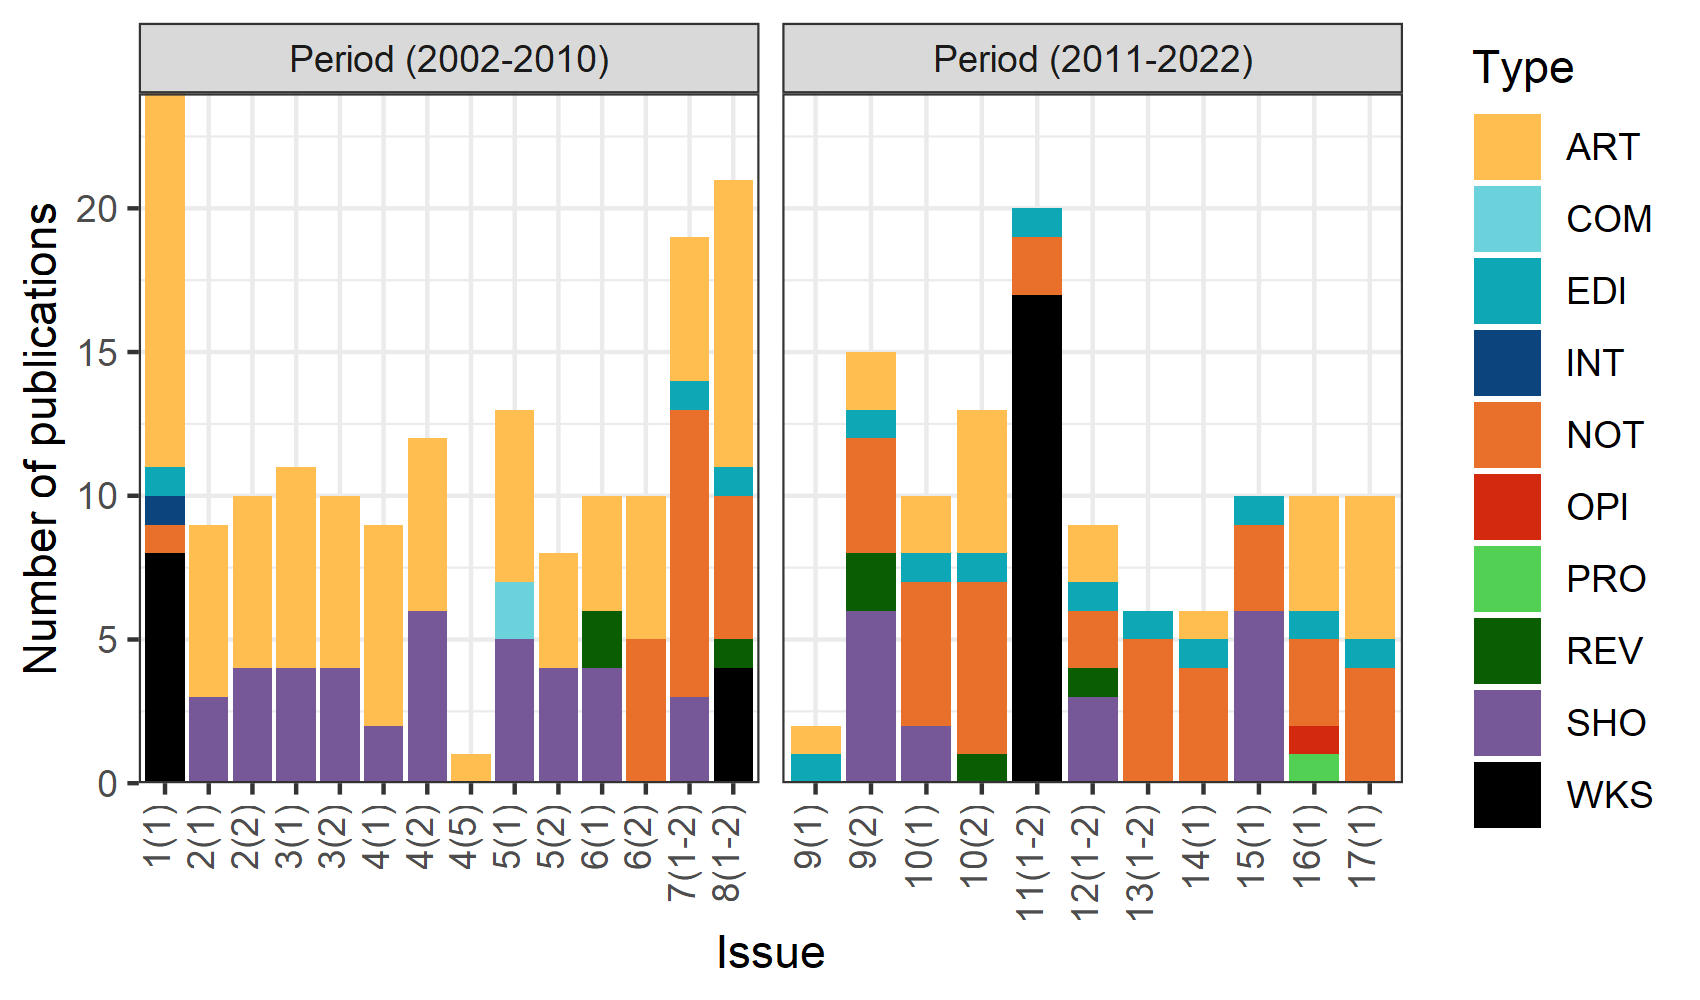 Period (2002-2010)
Period (2011-2022)
Number of publications
20
15
10
5
0
1(1)
2(1)
2(2)
3(1)
3(2)
4(1)
4(2)
4(5)
5(1)
5(2)
6(1)
6(2)
7(1-2)
8(1-2)
9(1)
9(2)
10(1)
10(2)
11(1-2)
12(1-2)
13(1-2)
14(1)
15(1)
16(1)
17(1)
Issue
Type
ART
COM
EDI
INT
NOT
OPI
PRO
REV
SHO
WKS